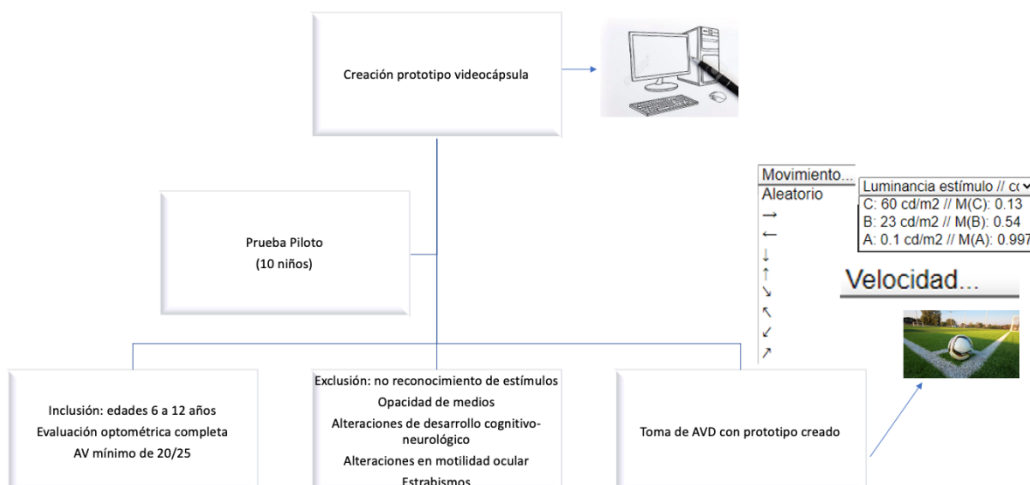 Creación prototipo videocápsula
Prueba Piloto
(10 niños)
Movimiento...
Aleatorio
→
←
↓
↑
↘
↖
↙
↗
Luminancia estímulo // cc
C: 60 cd/m2 // M(C): 0.13
B: 23 cd/m2 // M(B): 0.54
A: 0.1 cd/m2 // M(A): 0.997
Velocidad...
Inclusión: edades 6 a 12 años
Evaluación optométrica completa
AV mínimo de 20/25
Exclusión: no reconocimiento de estímulos
Opacidad de medios
Alteraciones de desarrollo cognitivo-
neurológico
Alteraciones en motilidad ocular
Estrabismos
Toma de AVD con prototipo creado